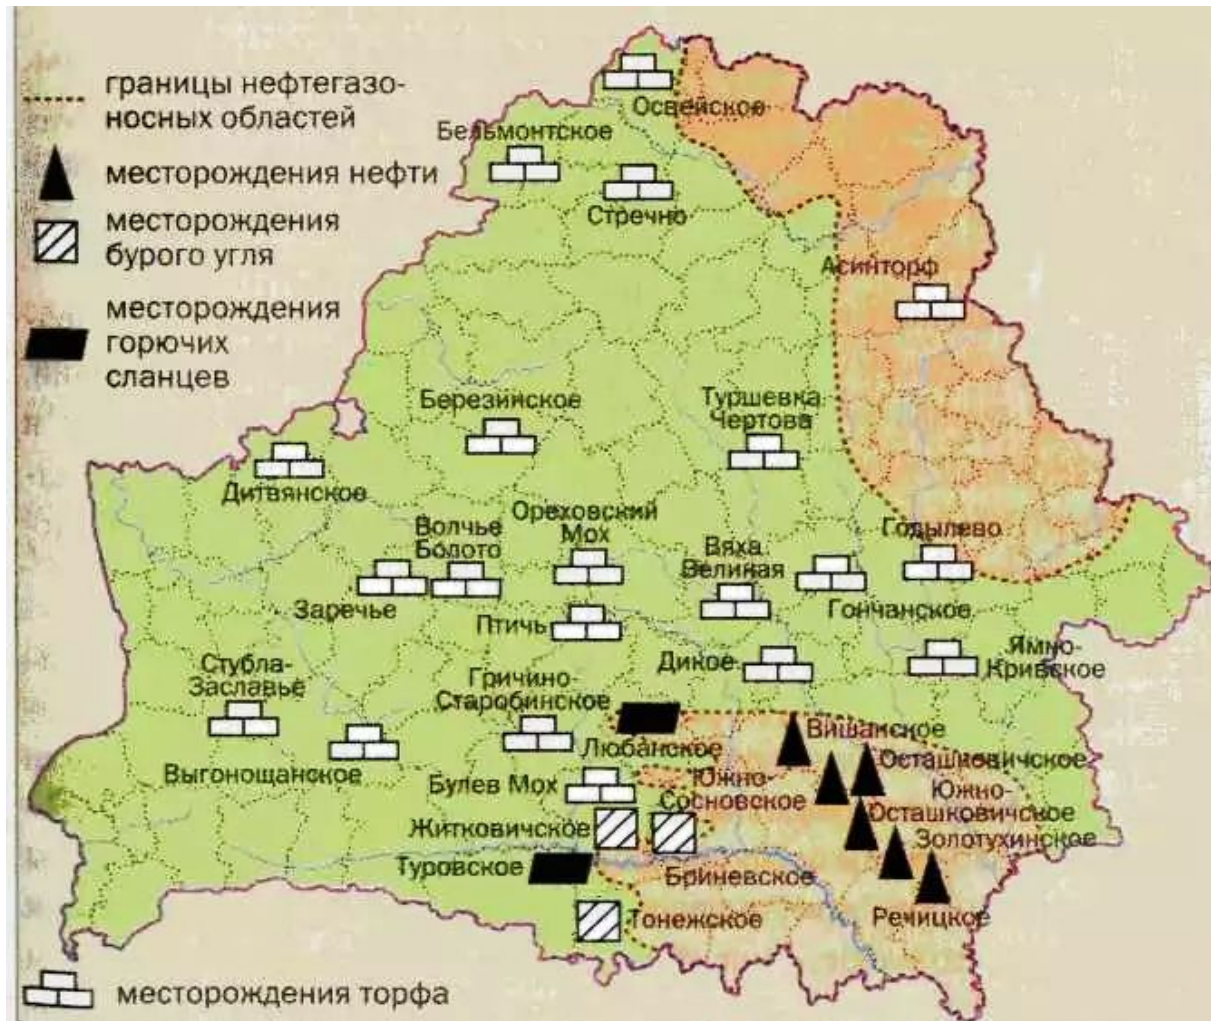 границы нефтегазо-
носных областей
месторождения нефти
месторождения
бурого угля
месторождения
горючих
сланцев
Освейское
Бельмонтское
Стречно
Асинторф
Березинское
Туршевка
Чертова
Дитвянское
Ореховский
Мох
Волчье
Болото
Вяха
Великая
Годылево
Заречье
Гончанское
Птичь
Дикое
Ямно-
Кривское
Стубла-
Заславье
Гричино-
Старобинское
Выгонощанское
Любанское
Вишанское
Осташковичское
Булев Мох
Южно-
Сосновское
Южно-
Осташковичское
Житковичское
Золотухинское
Туровское
Бриневское
Тонежское
Речицкое
месторождения торфа